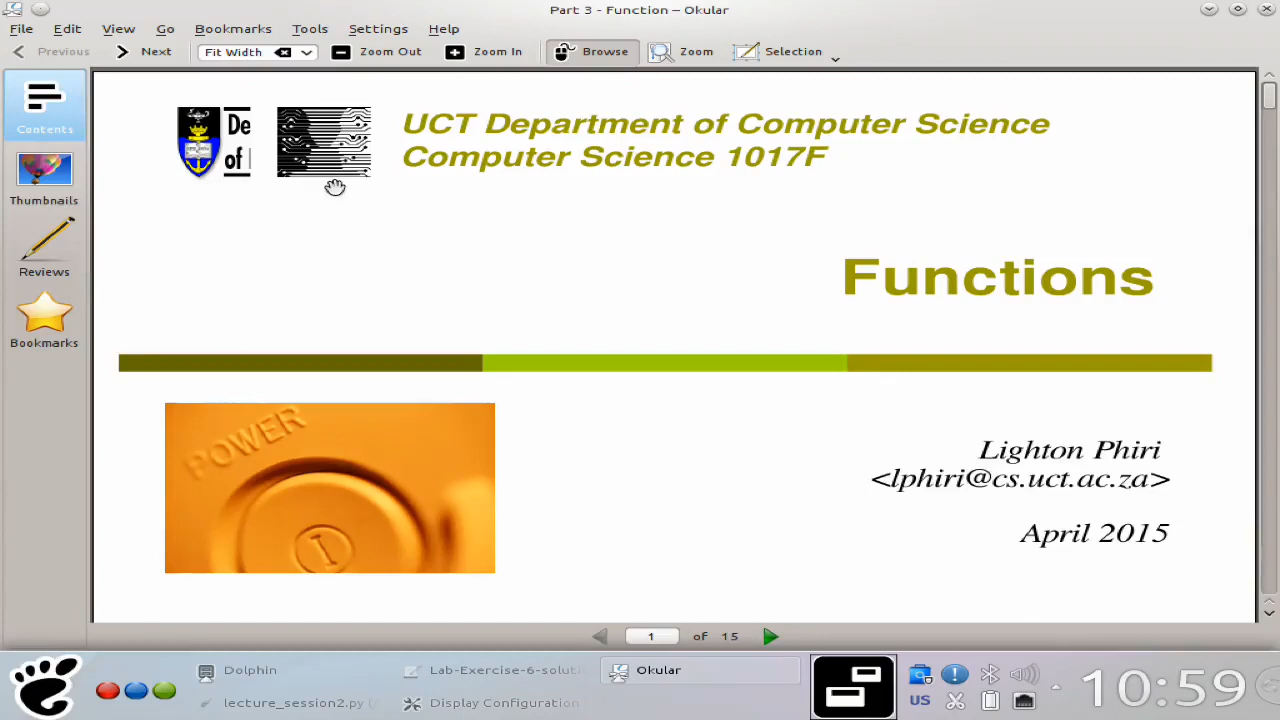 Part 3 - Function – Okular
File Edit View Go Bookmarks Tools Settings Help
Previous Next Fit Width Zoom Out Zoom In Browse Zoom Selection
Contents
Thumbnails
Reviews
Bookmarks
De
of
UCT Department of Computer Science
Computer Science 1017F
Functions
POWER
Lighton Phiri
<lphiri@cs.uct.ac.za>
April 2015
1 of 15
Dolphin Lab-Exercise-6-soluti Okular
lecture_session2.py ( Display Configuration
US
10:59